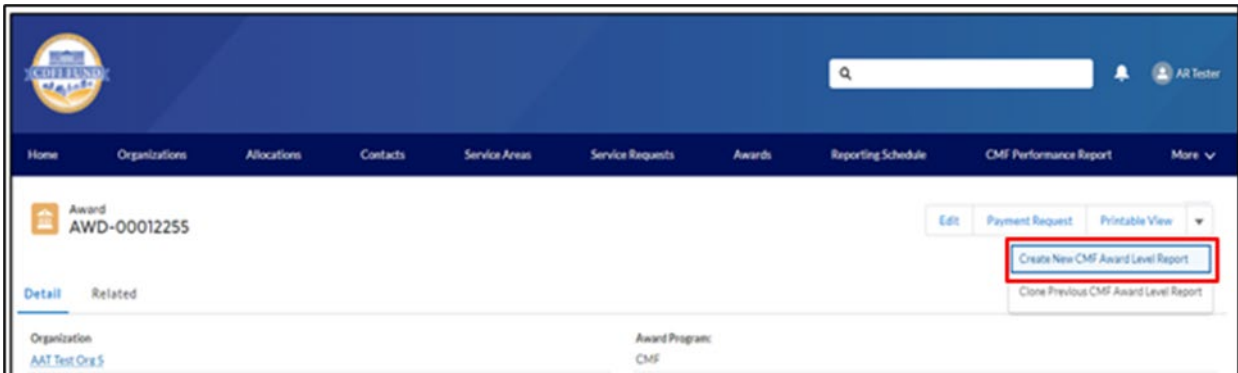 CDFI FUND
AR Tester
Home Organizations Allocations Contacts Service Areas Service Requests Awards Reporting Schedule CMF Performance Report More
Award
AWD-00012255
Edit Payment Request Printable View
Create New CMF Award Level Report
Clone Previous CMF Award Level Report
Detail Related
Organization
AAT Test Org 5
Award Program:
CMF